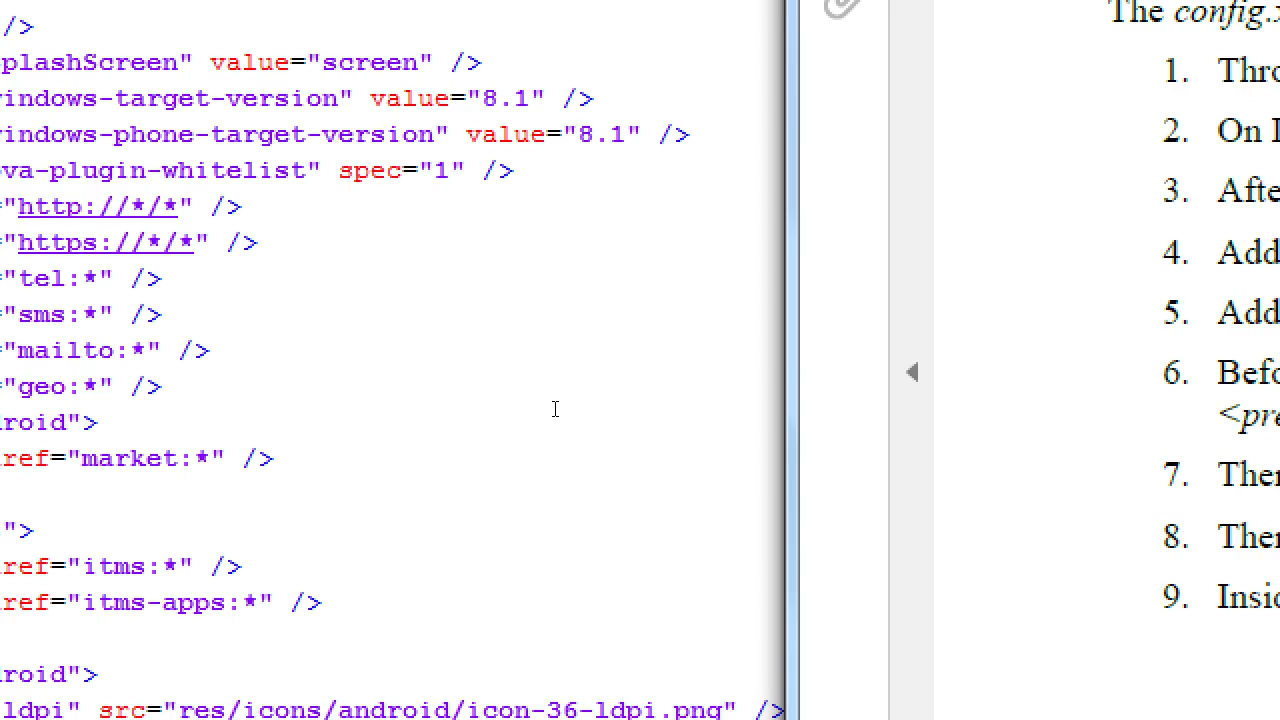 />
plashScreen" value="screen" />
indows-target-version" value="8.1" />
indows-phone-target-version" value="8.1" />
va-plugin-whitelist" spec="1" />
"http://*/*" />
"https://*/*" />
"tel:*" />
"sms:*" />
"mailto:*" />
"geo:*" />
roid">
ref="market:*" />
">
ref="itms:*" />
ref="itms-apps:*" />
roid">
ldpi" src="res/icons/android/icon-36-ldpi.png" />
The config.x
1. Thro
2. On I
3. Afte
4. Add
5. Add
6. Befo
<pre
7. Then
8. Then
9. Insid